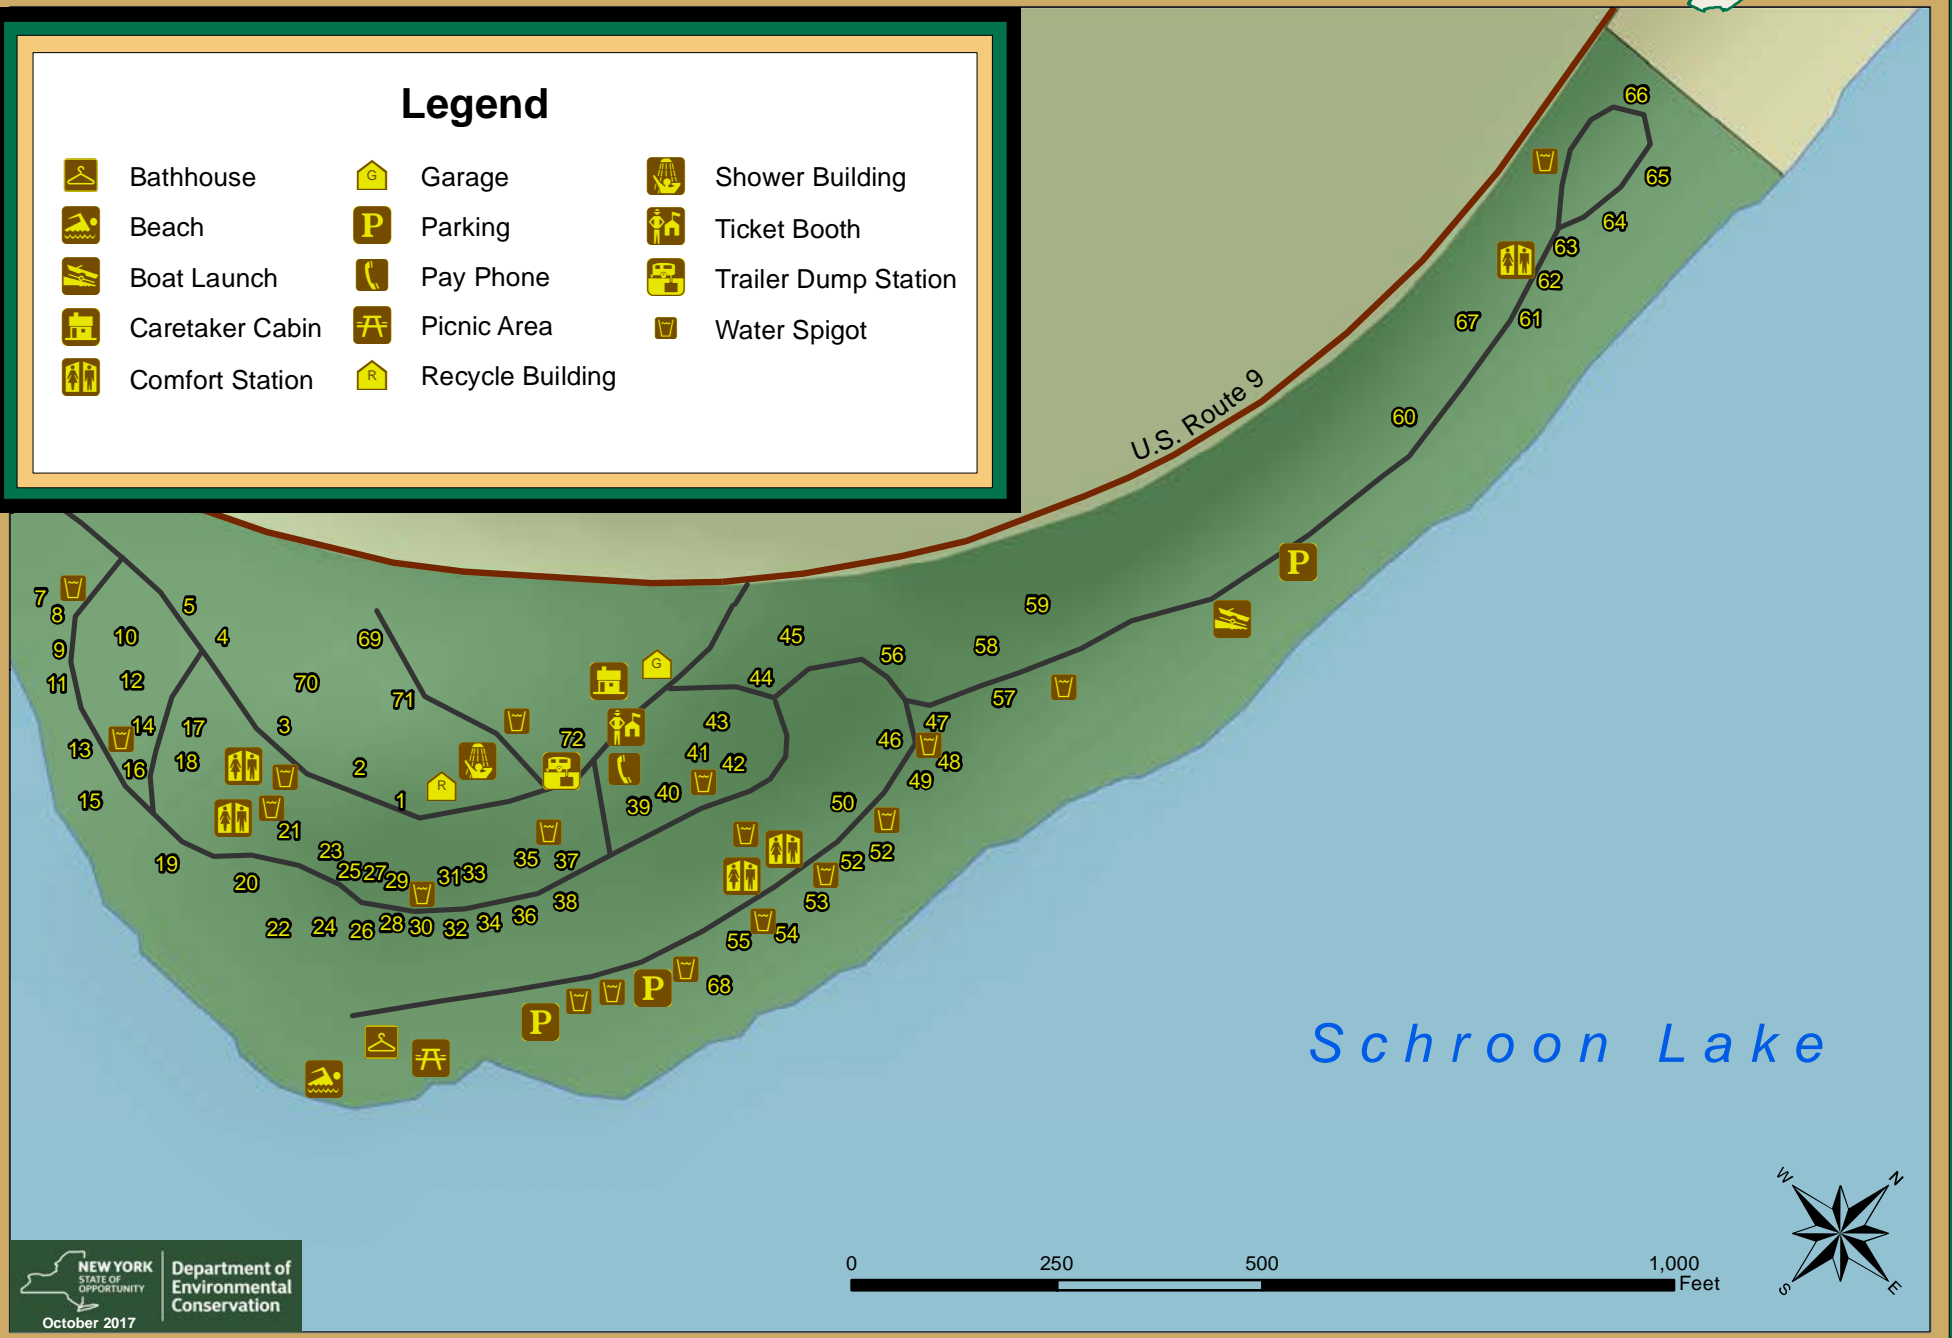 Legend
Bathhouse
Beach
Boat Launch
Caretaker Cabin
Comfort Station
G
Garage
P
Parking
Pay Phone
Picnic Area
R
Recycle Building
Shower Building
Ticket Booth
Trailer Dump Station
Water Spigot
66
65
64
63
62
61
67
60
U.S. Route 9
P
59
58
57
56
45
44
G
7
8
9
10
11
12
5
4
69
70
71
3
14
17
13
16
18
15
2
1
R
72
43
41
42
40
39
46
47
48
49
50
52
52
53
54
55
68
19
20
21
23
25
27
29
31
33
35
37
22
24
26
28
30
32
34
36
38
P
P
Schroon Lake
W
N
S
E
0
250
500
1,000
Feet
NEW YORK
STATE OF
OPPORTUNITY
Department of
Environmental
Conservation
October 2017